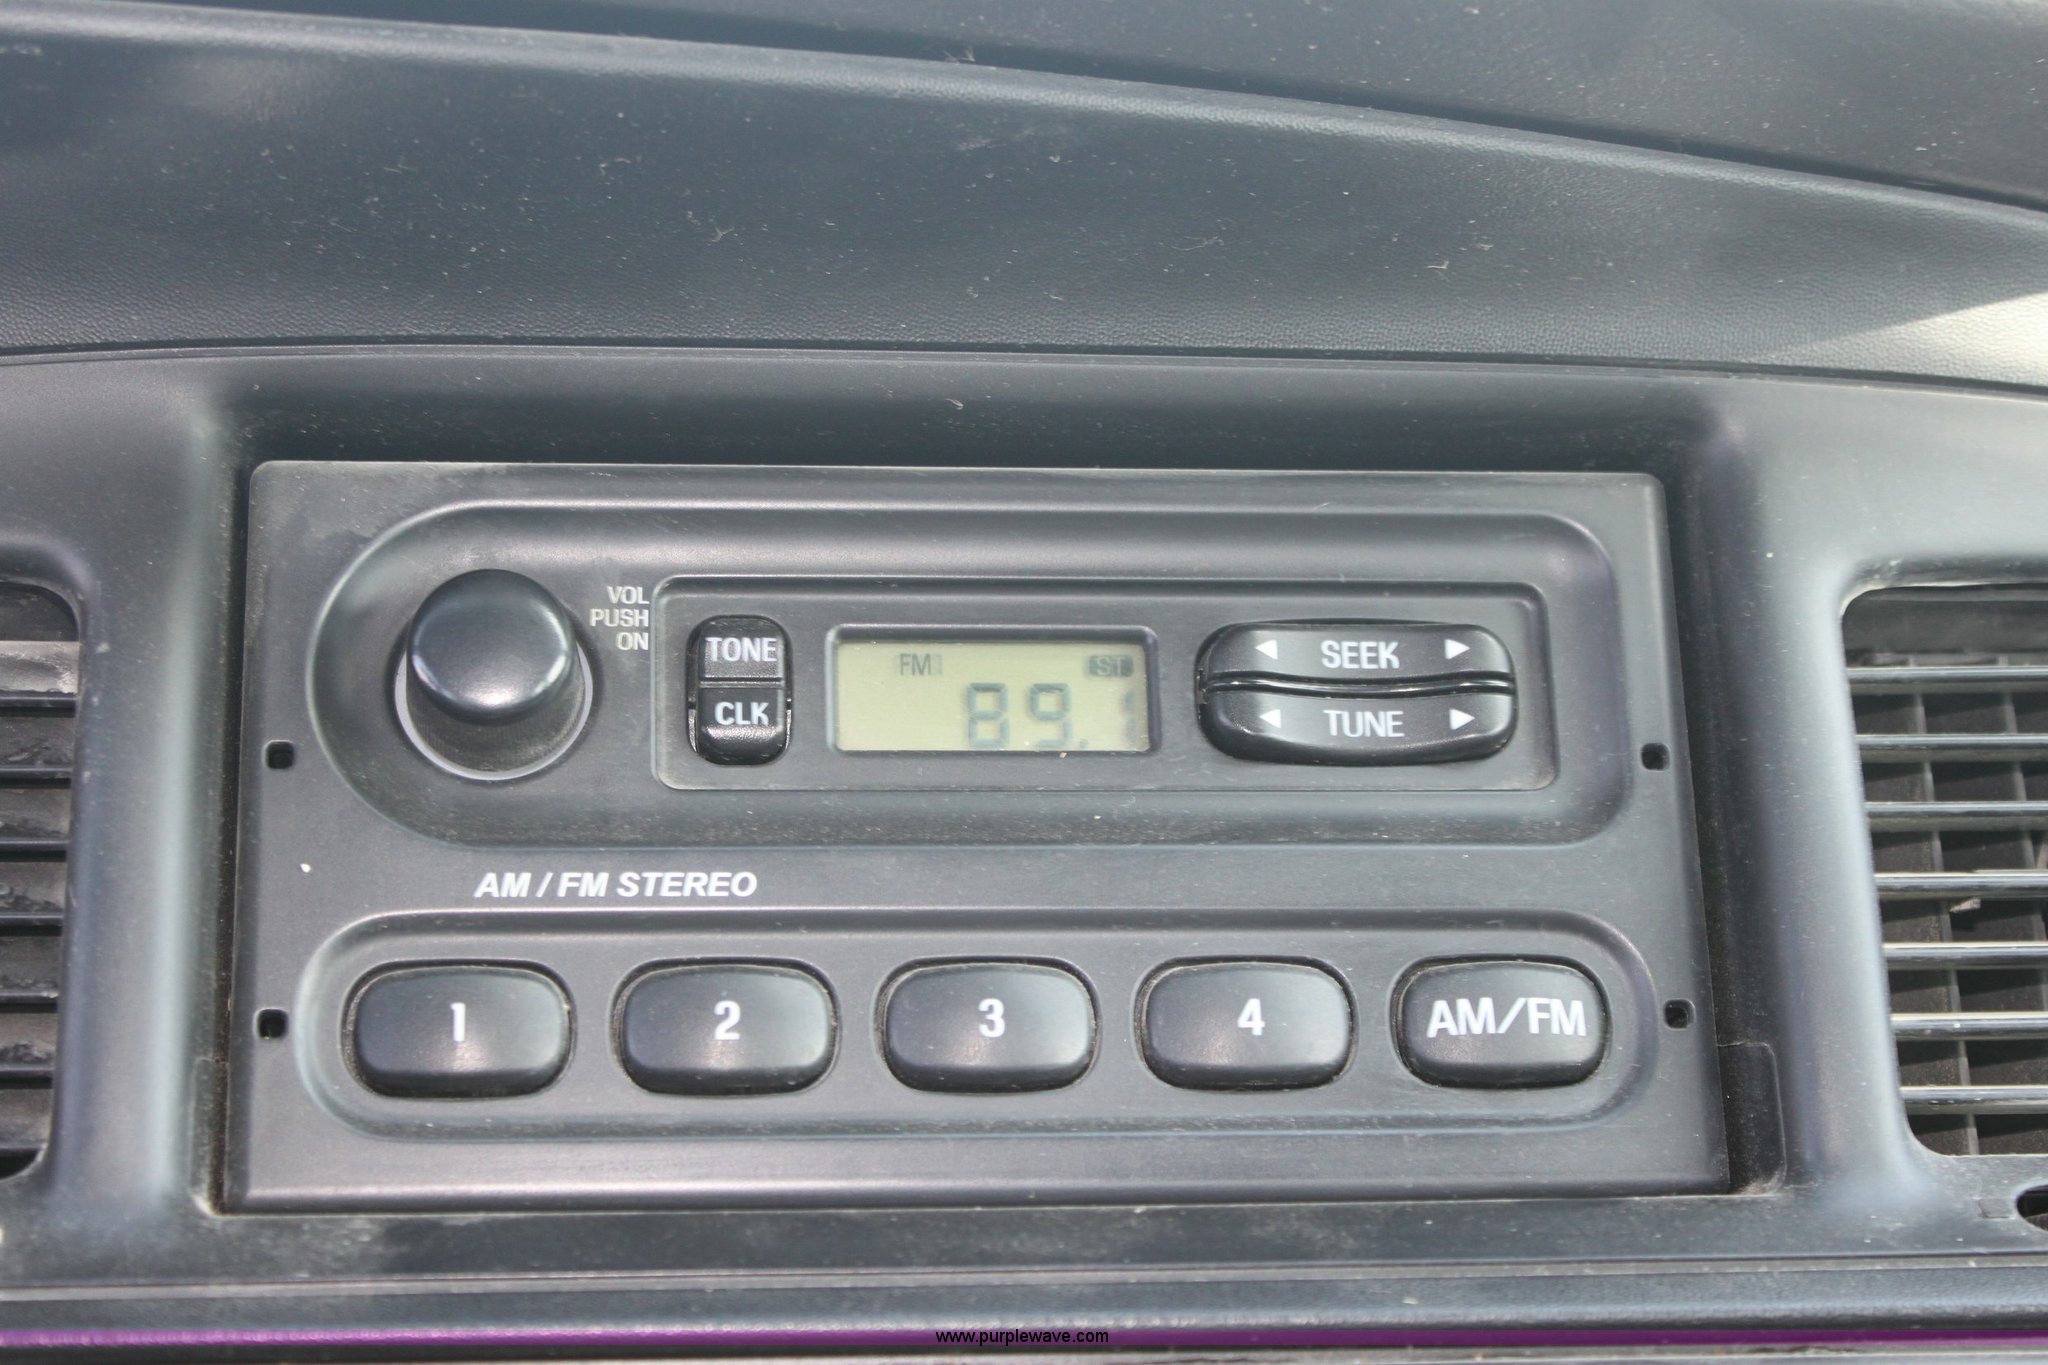 VOL
PUSH
ON
TONE
CLK
FM1
ST
89.1
◄ SEEK ►
◄ TUNE ►
AM / FM STEREO
1
2
3
4
AM/FM
www.purplewave.com